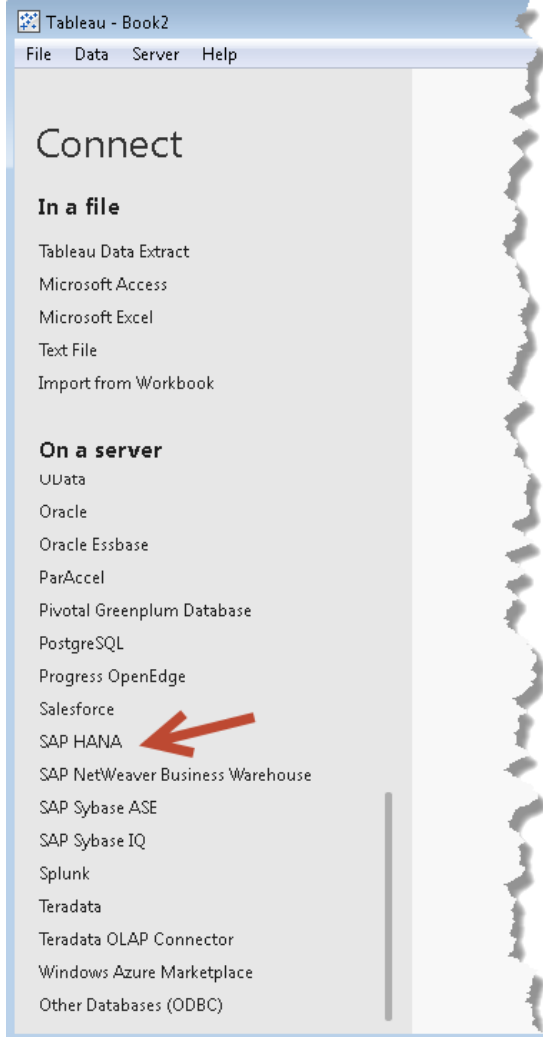 Tableau - Book2
File Data Server Help
Connect
In a file
Tableau Data Extract
Microsoft Access
Microsoft Excel
Text File
Import from Workbook
On a server
OData
Oracle
Oracle Essbase
ParAccel
Pivotal Greenplum Database
PostgreSQL
Progress OpenEdge
Salesforce
SAP HANA
SAP NetWeaver Business Warehouse
SAP Sybase ASE
SAP Sybase IQ
Splunk
Teradata
Teradata OLAP Connector
Windows Azure Marketplace
Other Databases (ODBC)